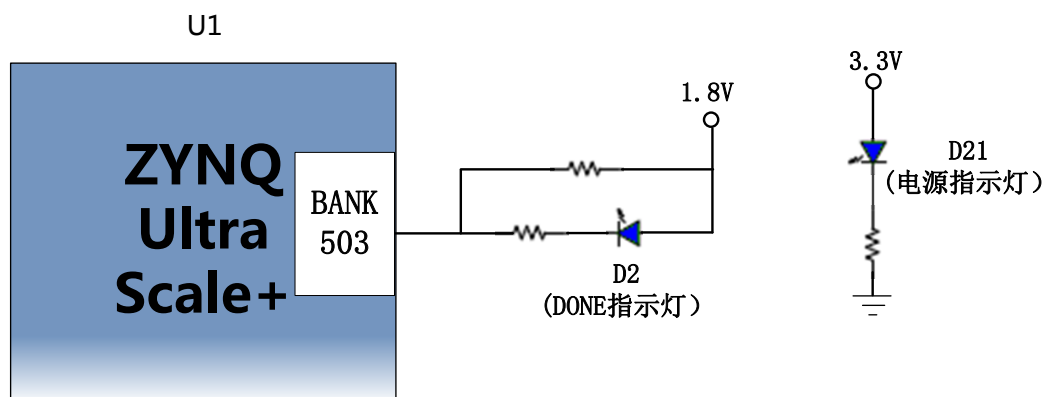 U1
ZYNQ
Ultra
Scale+
BANK
503
1.8V
D2
(DONE指示灯）
3.3V
D21
（电源指示灯）